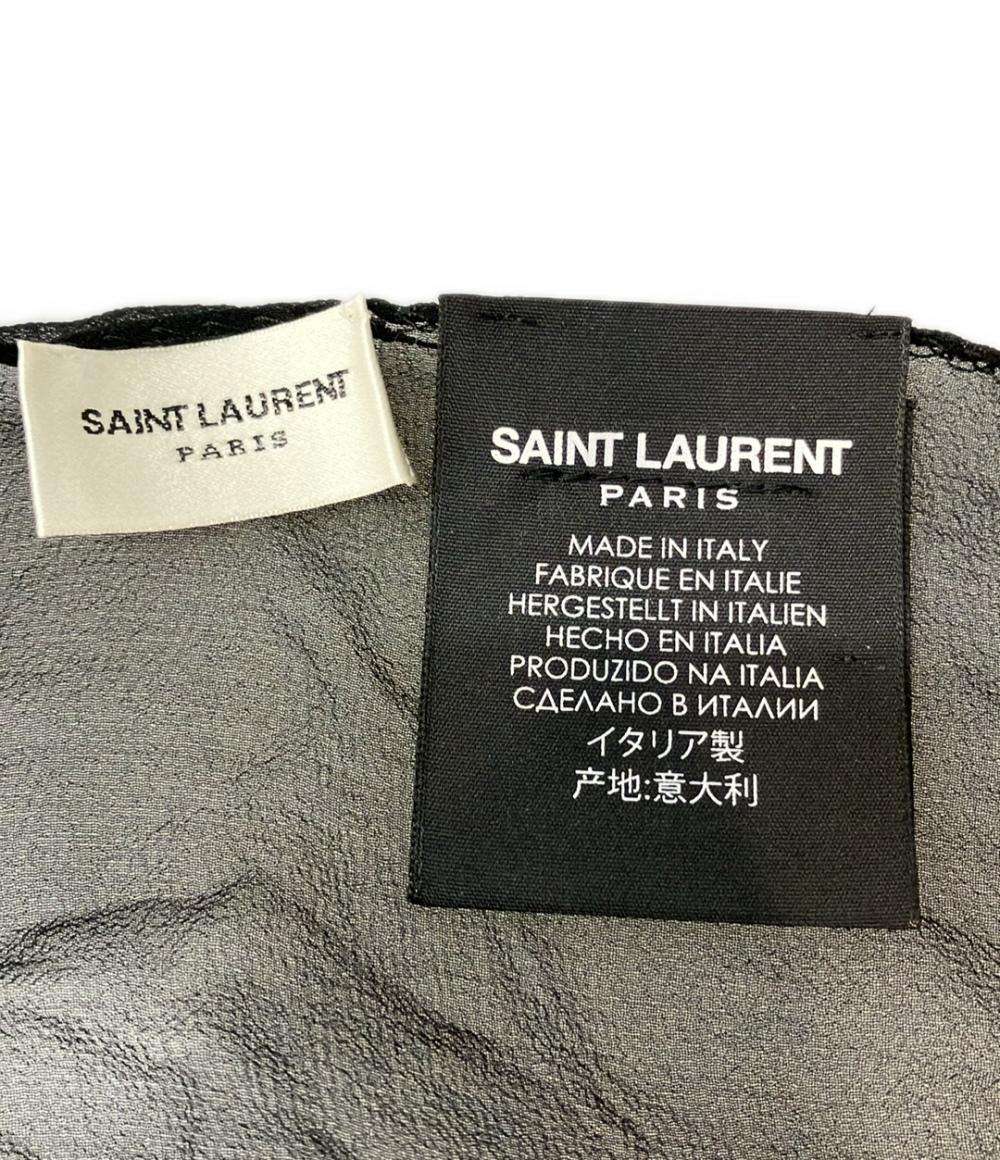 SAINT LAURENT
PARIS
SAINT LAURENT
PARIS
MADE IN ITALY
FABRIQUE EN ITALIE
HERGESTELLT IN ITALIEN
HECHO EN ITALIA
PRODUZIDO NA ITALIA
СДЕЛАНО В ИТАЛИИ
イタリア製
产地:意大利